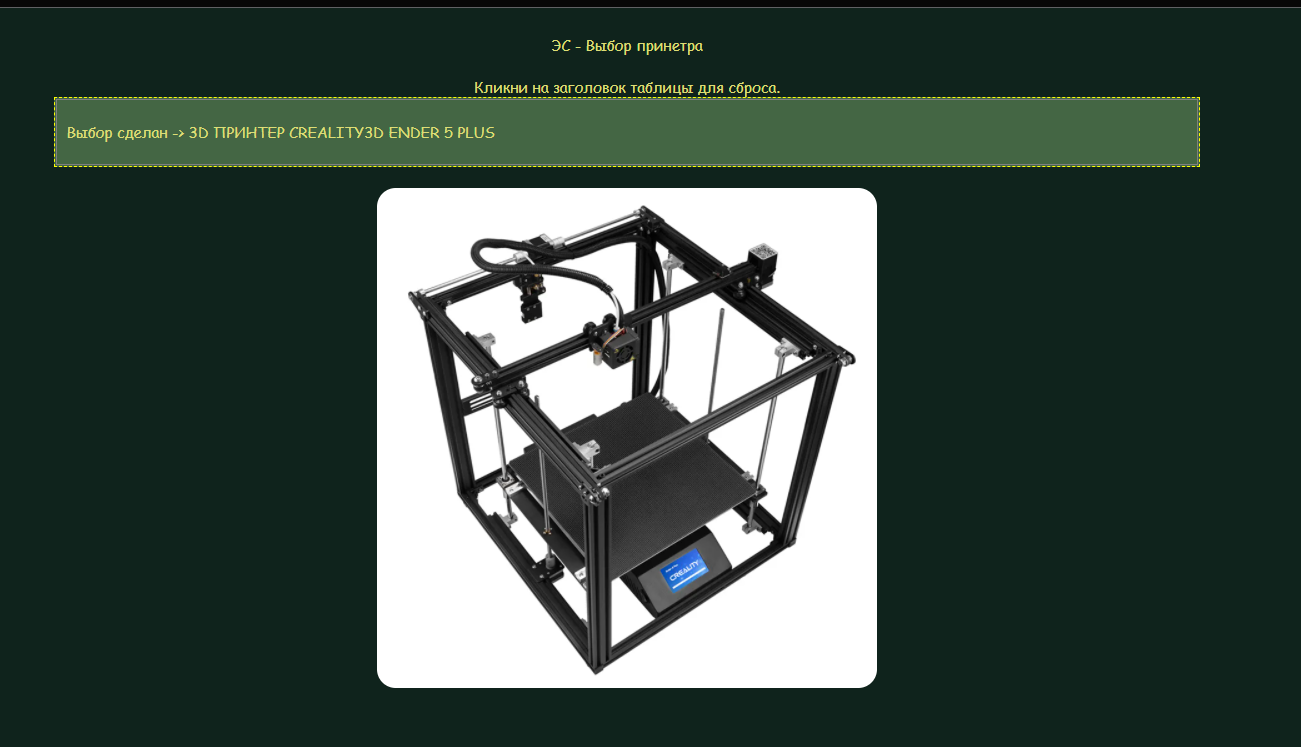 ЭС - Выбор принетра
Кликни на заголовок таблицы для сброса.
Выбор сделан -> 3D ПРИНТЕР CREALITY3D ENDER 5 PLUS
CREALITY